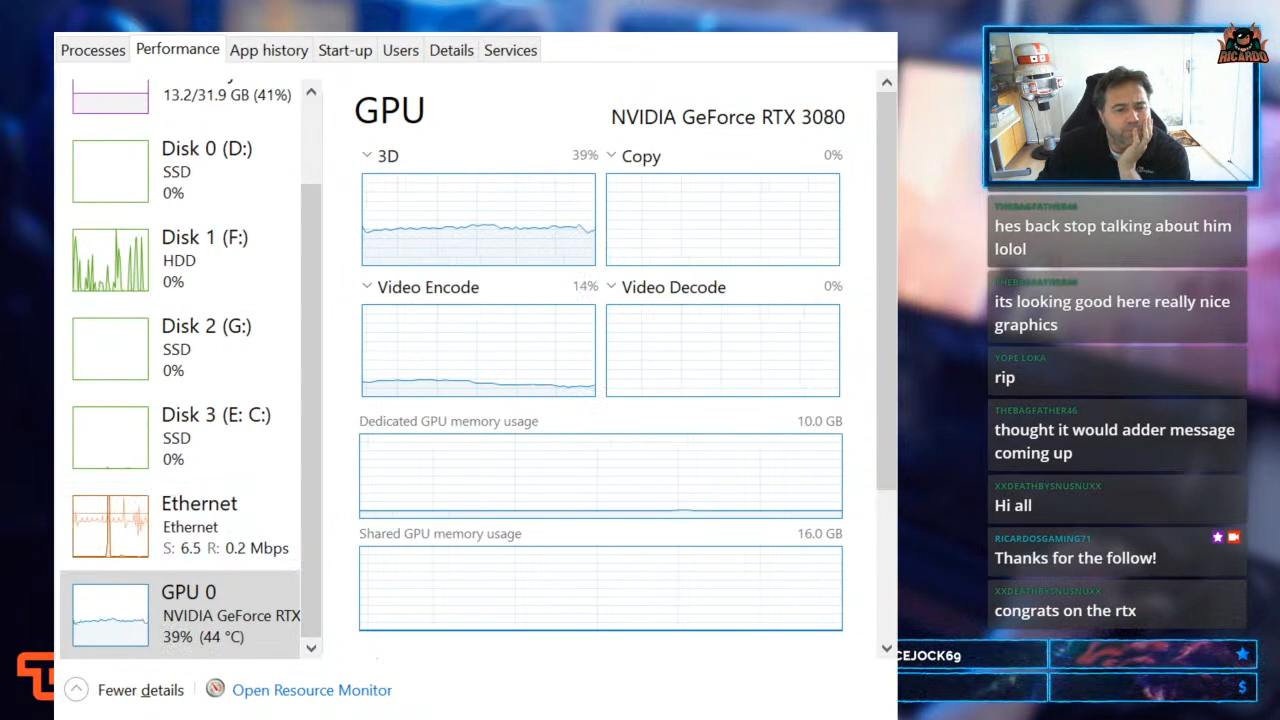 Processes Performance App history Start-up Users Details Services
13.2/31.9 GB (41%)
Disk 0 (D:)
SSD
0%
Disk 1 (F:)
HDD
0%
Disk 2 (G:)
SSD
0%
Disk 3 (E: C:)
SSD
0%
Ethernet
Ethernet
S: 6.5 R: 0.2 Mbps
GPU 0
NVIDIA GeForce RTX
39% (44 °C)
GPU
NVIDIA GeForce RTX 3080
3D 39%
Copy 0%
Video Encode 14%
Video Decode 0%
Dedicated GPU memory usage 10.0 GB
Shared GPU memory usage 16.0 GB
Fewer details
Open Resource Monitor
RICARDO
THEBAGFATHER46
hes back stop talking about him
lolol
THEBAGFATHER46
its looking good here really nice
graphics
YOPE LOKA
rip
THEBAGFATHER46
thought it would adder message
coming up
XXDEATHBYSNUSNUXX
Hi all
RICARDOSGAMING71
Thanks for the follow!
XXDEATHBYSNUSNUXX
congrats on the rtx
CEJOCK69
$